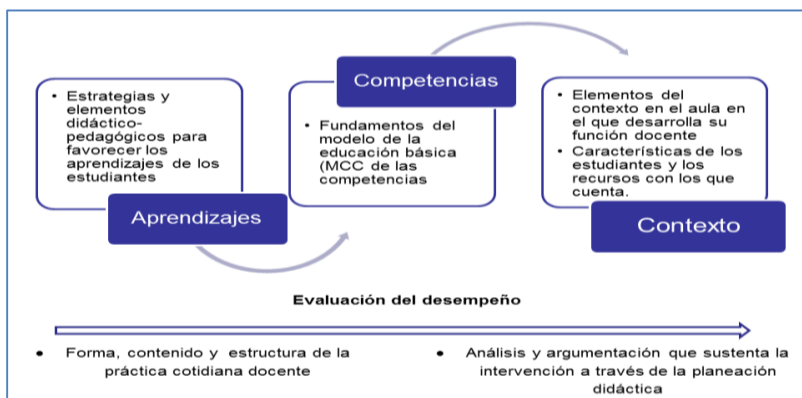 • Estrategias y
elementos
didáctico-
pedagógicos para
favorecer los
aprendizajes de los
estudiantes
Aprendizajes
Competencias
• Fundamentos del
modelo de la
educación básica
(MCC de las
competencias
• Elementos del
contexto en el aula en
el que desarrolla su
función docente
• Características de los
estudiantes y los
recursos con los que
cuenta.
Contexto
Evaluación del desempeño
• Forma, contenido y estructura de la
práctica cotidiana docente
• Análisis y argumentación que sustenta la
intervención a través de la planeación
didáctica